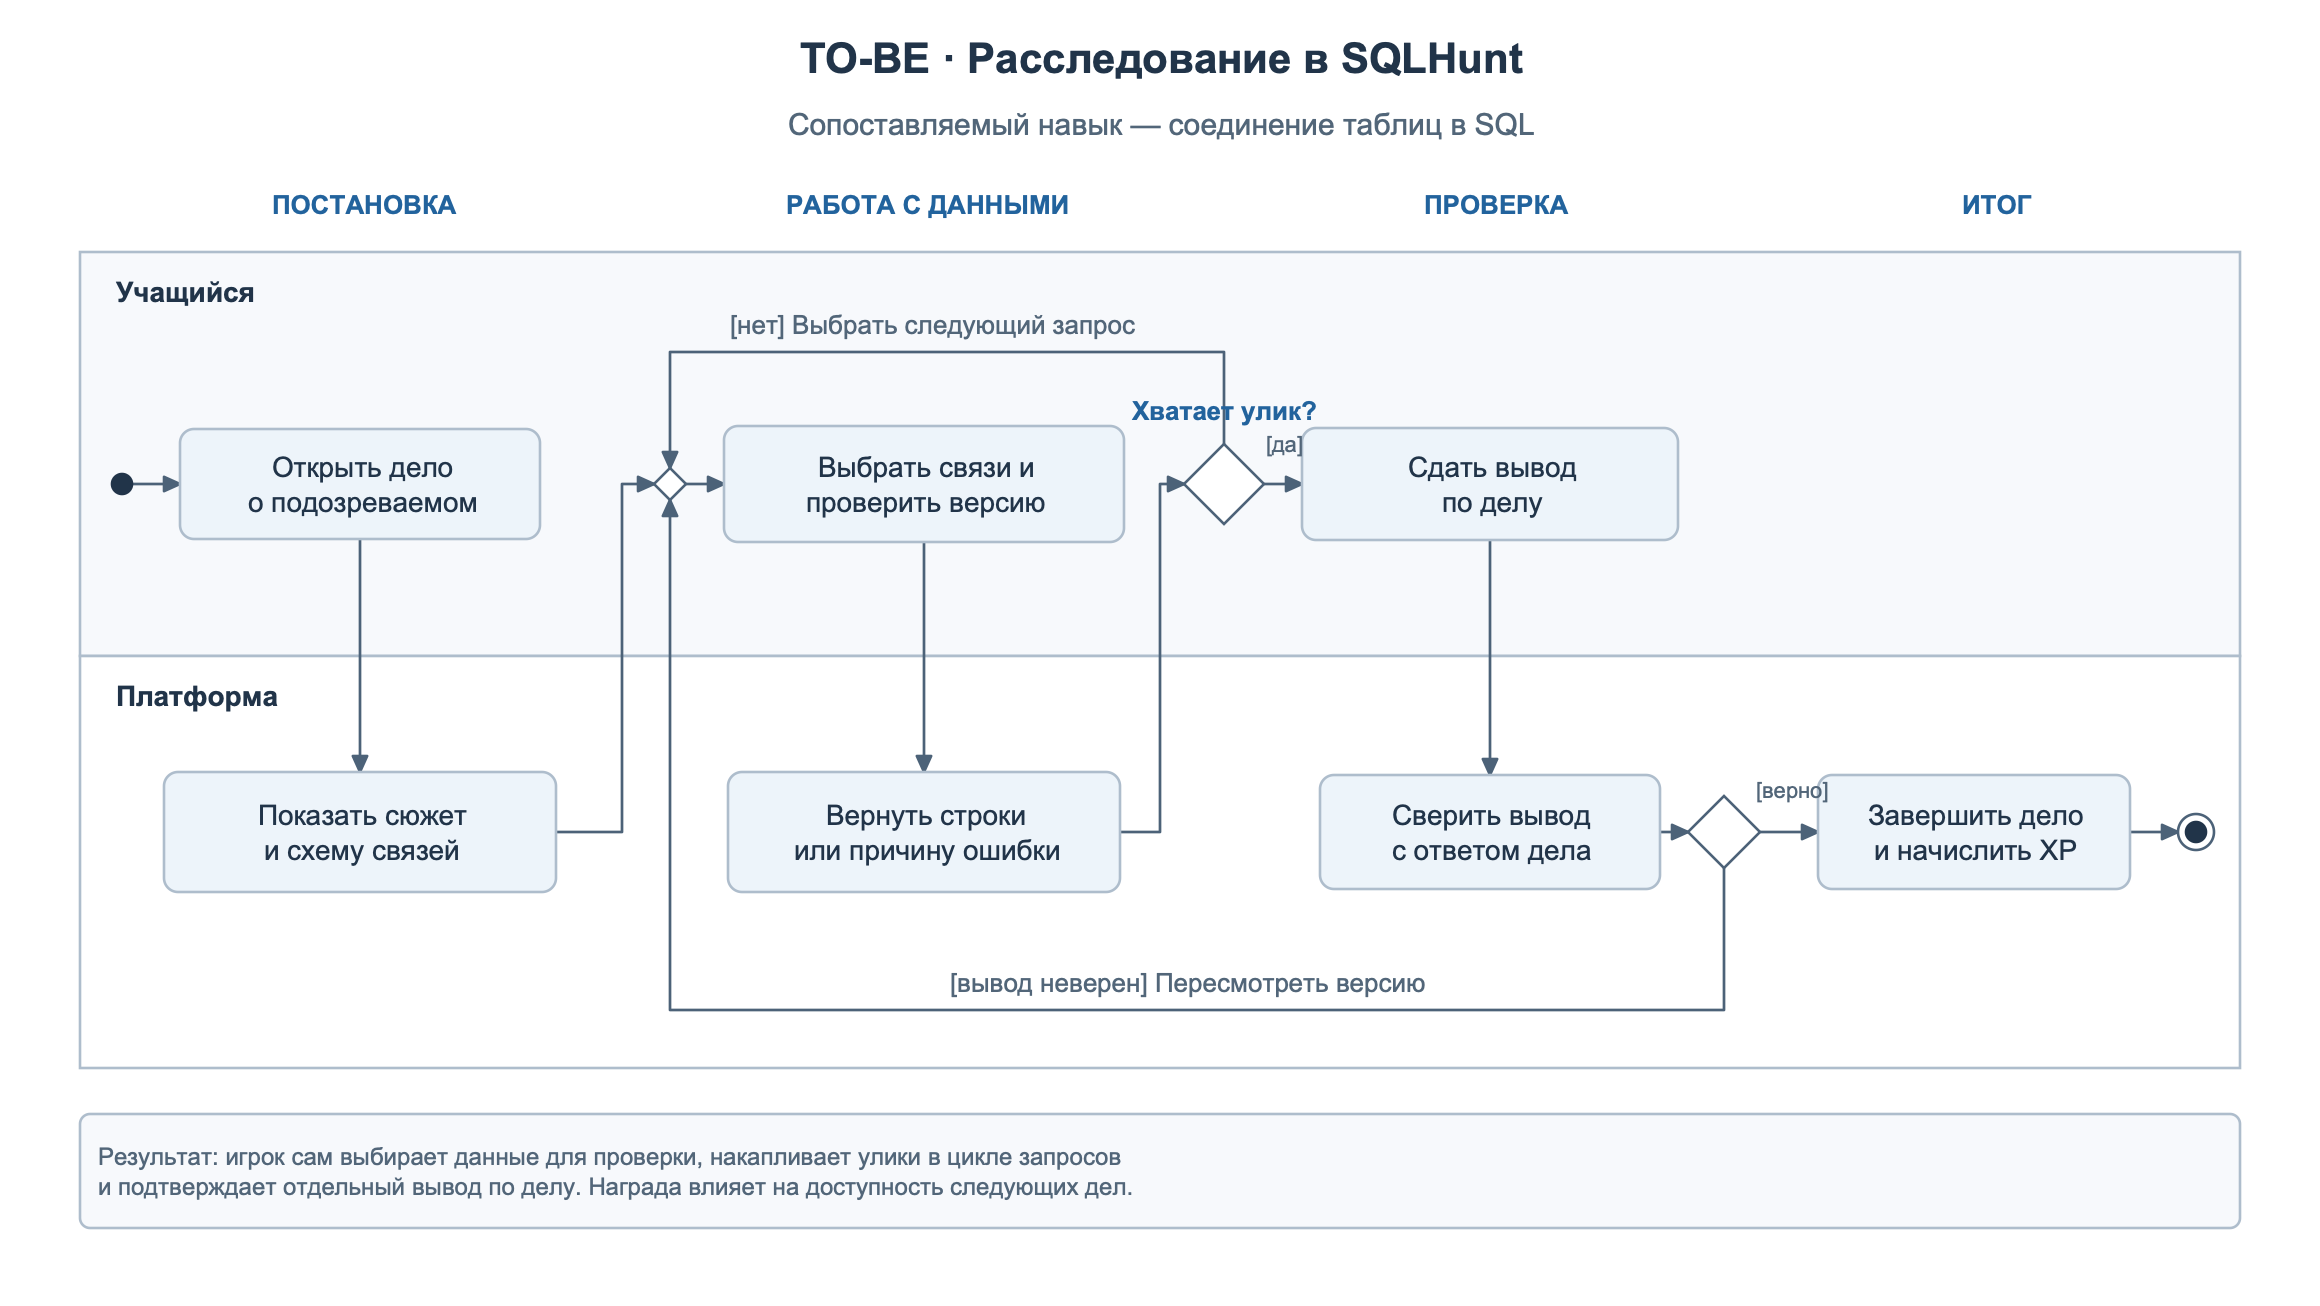 TO-BE · Расследование в SQLHunt
Сопоставляемый навык — соединение таблиц в SQL
ПОСТАНОВКА
РАБОТА С ДАННЫМИ
ПРОВЕРКА
ИТОГ
Учащийся
[нет] Выбрать следующий запрос
Хватает улик?
[да]
Открыть дело
о подозреваемом
Выбрать связи и
проверить версию
Сдать вывод
по делу
Платформа
[верно]
Показать сюжет
и схему связей
Вернуть строки
или причину ошибки
Сверить вывод
с ответом дела
Завершить дело
и начислить XP
[вывод неверен] Пересмотреть версию
Результат: игрок сам выбирает данные для проверки, накапливает улики в цикле запросов
и подтверждает отдельный вывод по делу. Награда влияет на доступность следующих дел.